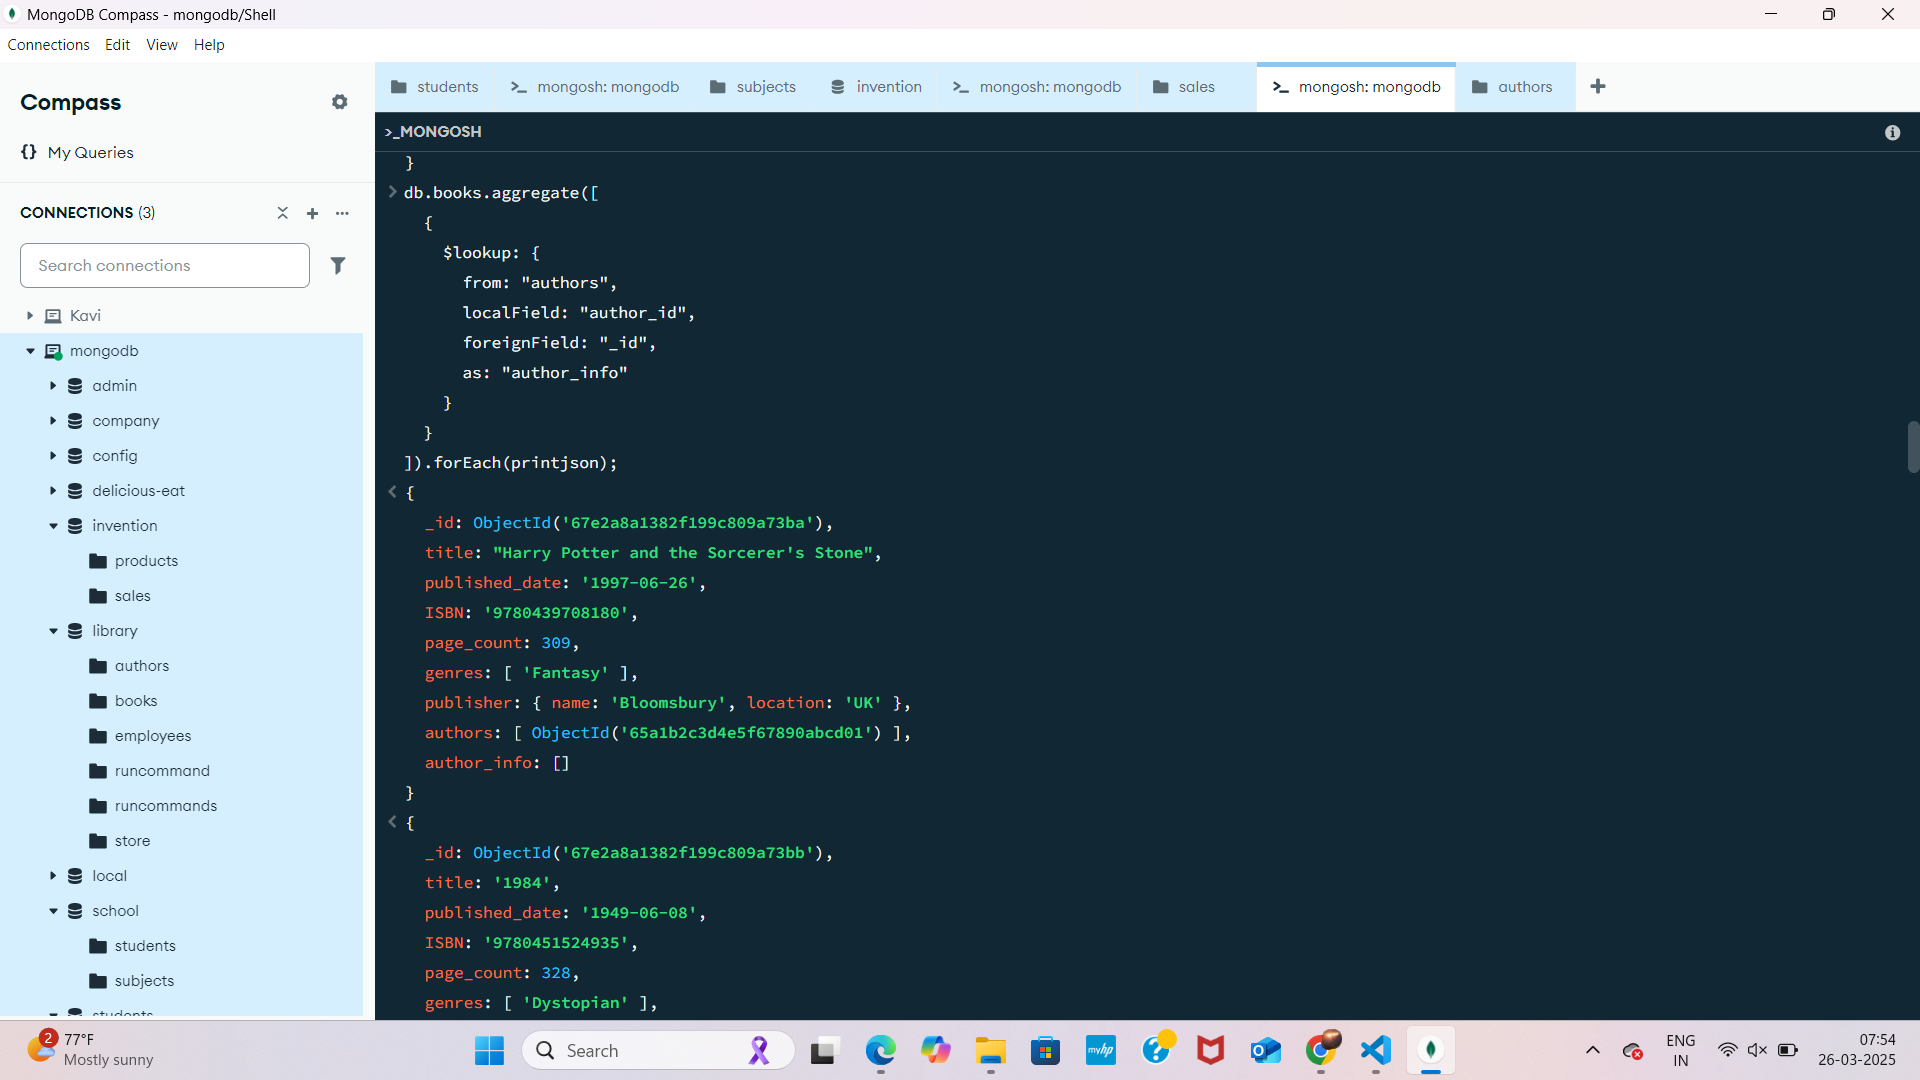 MongoDB Compass - mongodb/Shell
Connections Edit View Help
Compass
{} My Queries
CONNECTIONS (3)
Search connections
Kavi
mongodb
admin
company
config
delicious-eat
invention
products
sales
library
authors
books
employees
runcommand
runcommands
store
local
school
students
subjects
students
students
>_ mongosh: mongodb
subjects
invention
>_ mongosh: mongodb
sales
>_ mongosh: mongodb
authors
>_MONGOSH
}
> db.books.aggregate([
{
$lookup: {
from: "authors",
localField: "author_id",
foreignField: "_id",
as: "author_info"
}
}
]).forEach(printjson);
< {
_id: ObjectId('67e2a8a1382f199c809a73ba'),
title: "Harry Potter and the Sorcerer's Stone",
published_date: '1997-06-26',
ISBN: '9780439708180',
page_count: 309,
genres: [ 'Fantasy' ],
publisher: { name: 'Bloomsbury', location: 'UK' },
authors: [ ObjectId('65a1b2c3d4e5f67890abcd01') ],
author_info: []
}
< {
_id: ObjectId('67e2a8a1382f199c809a73bb'),
title: '1984',
published_date: '1949-06-08',
ISBN: '9780451524935',
page_count: 328,
genres: [ 'Dystopian' ],
2
77°F
Mostly sunny
Search
myhp
ENG
IN
07:54
26-03-2025